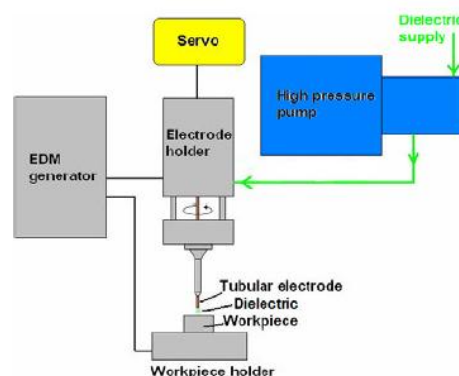 Dielectric
supply
Servo
High pressure
pump
Electrode
holder
EDM
generator
Tubular electrode
Dielectric
Workpiece
Workpiece holder